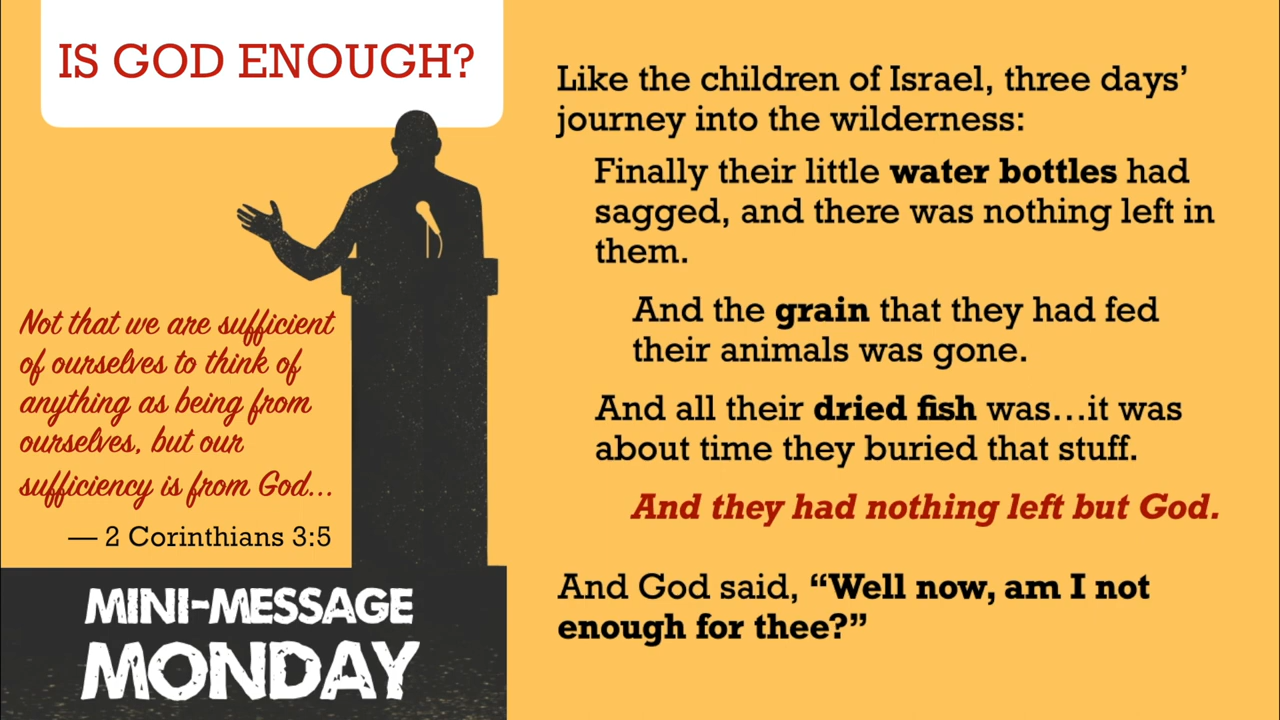 IS GOD ENOUGH?
Not that we are sufficient
of ourselves to think of
anything as being from
ourselves, but our
sufficiency is from God...
— 2 Corinthians 3:5
MINI-MESSAGE
MONDAY
Like the children of Israel, three days’
journey into the wilderness:
Finally their little water bottles had
sagged, and there was nothing left in
them.
And the grain that they had fed
their animals was gone.
And all their dried fish was...it was
about time they buried that stuff.
And they had nothing left but God.
And God said, “Well now, am I not
enough for thee?”